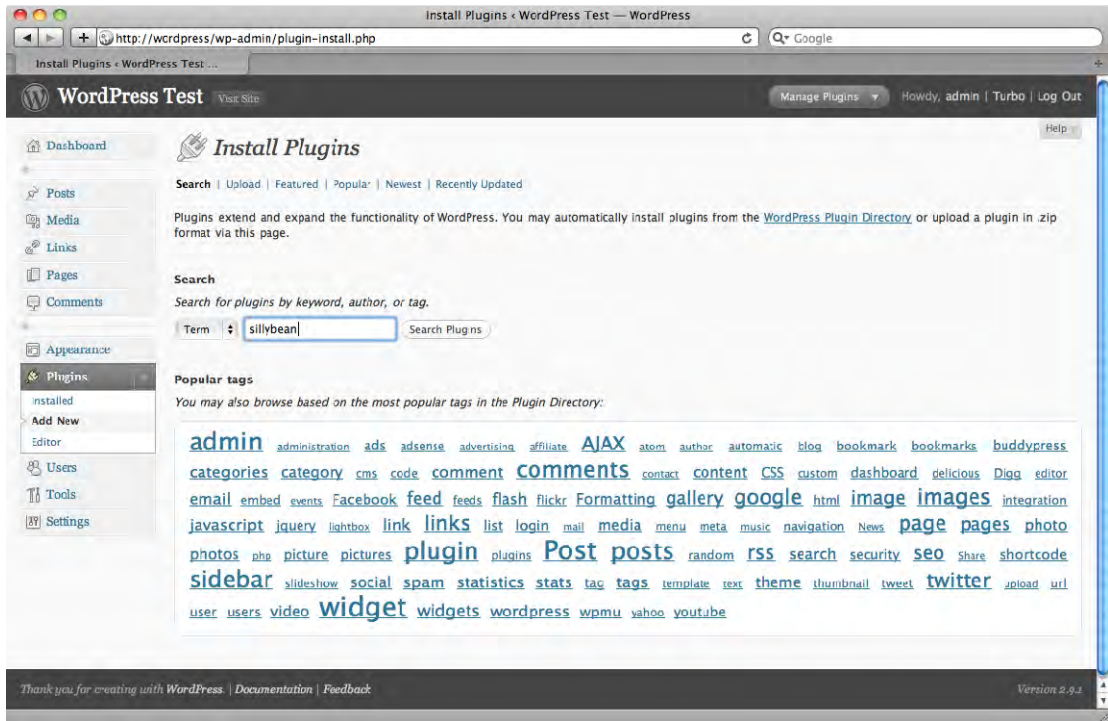 Install Plugins ‹ WordPress Test — WordPress
http://wordpress/wp-admin/plugin-install.php
Google
Install Plugins ‹ WordPress Test ...
WordPress Test Visit Site
Manage Plugins
Howdy, admin | Turbo | Log Out
Help
Dashboard
Posts
Media
Links
Pages
Comments
Appearance
Plugins
Installed
Add New
Editor
Users
Tools
Settings
Install Plugins
Search | Upload | Featured | Popular | Newest | Recently Updated
Plugins extend and expand the functionality of WordPress. You may automatically install plugins from the WordPress Plugin Directory or upload a plugin in .zip
format via this page.
Search
Search for plugins by keyword, author, or tag.
Term sillybean Search Plugins
Popular tags
You may also browse based on the most popular tags in the Plugin Directory:
admin administration ads adsense advertising affiliate AJAX atom author automatic blog bookmark bookmarks buddypress
categories category cms code comment comments contact content CSS custom dashboard delicious Digg editor
email embed events Facebook feed feeds flash flickr Formatting gallery google html image images integration
javascript jquery lightbox link links list login mail media menu meta music navigation News page pages photo
photos php picture pictures plugin plugins Post posts random rss search security seo Share shortcode
sidebar slideshow social spam statistics stats tag tags template text theme thumbnail tweet twitter upload url
user users video widget widgets wordpress wpmu yahoo youtube
Thank you for creating with WordPress. | Documentation | Feedback
Version 2.9.1